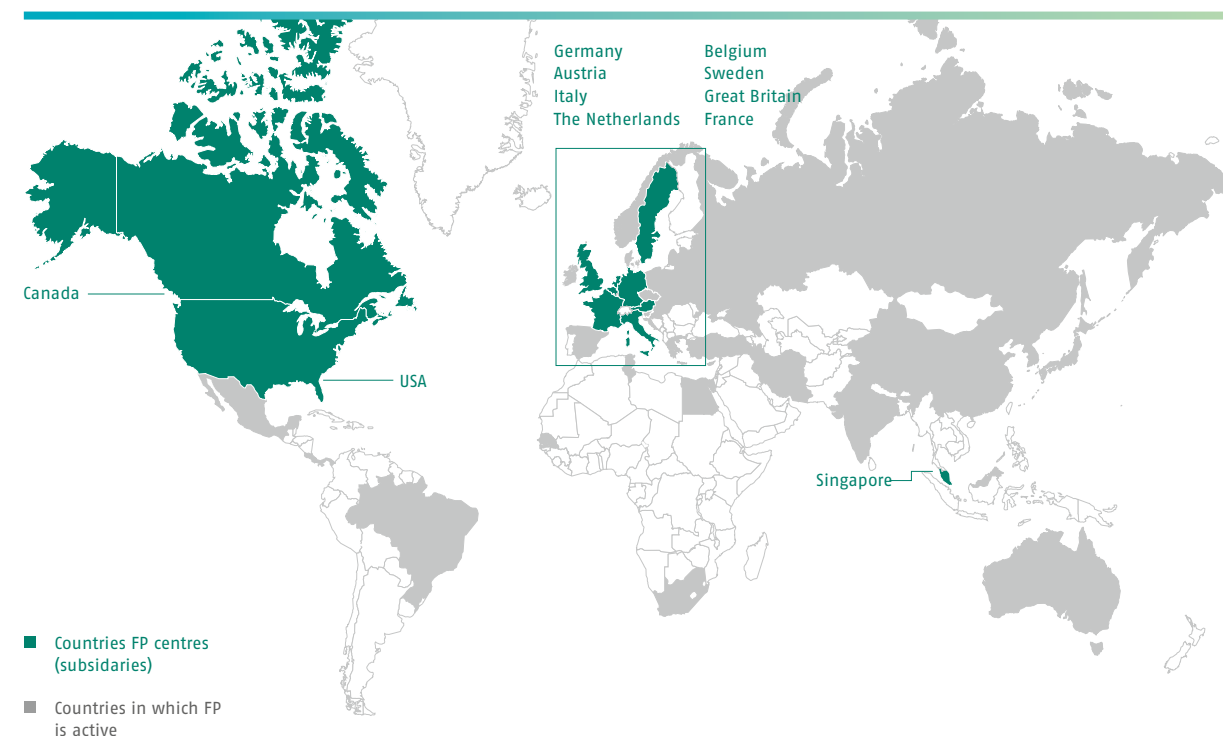 Germany
Austria
Italy
The Netherlands
Belgium
Sweden
Great Britain
France
Canada
USA
Singapore
Countries FP centres
(subsidaries)
Countries in which FP
is active